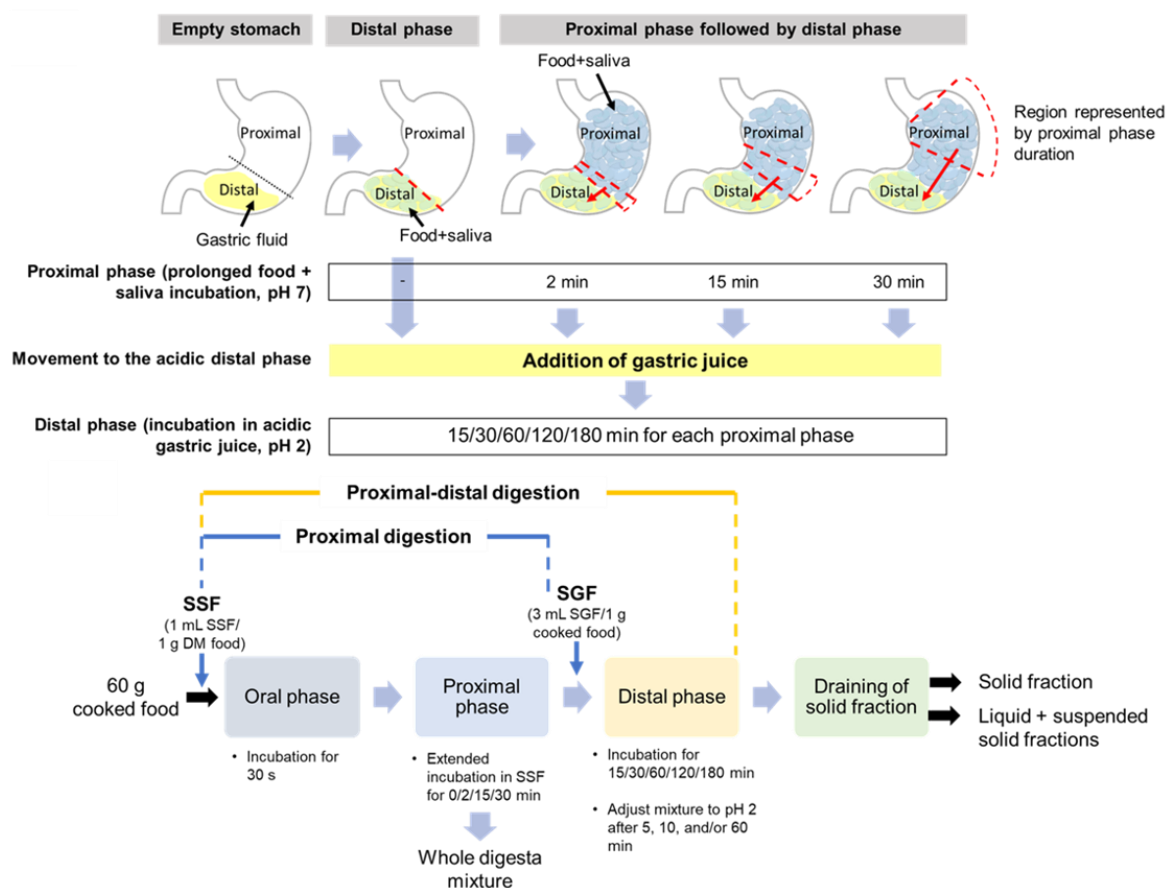 Empty stomach
Distal phase
Proximal phase followed by distal phase
Food+saliva
Proximal
Distal
Gastric fluid
Proximal
Distal
Food+saliva
Proximal
Distal
Proximal
Distal
Proximal
Distal
Region represented
by proximal phase
duration
Proximal phase (prolonged food +
saliva incubation, pH 7)
-
2 min
15 min
30 min
Movement to the acidic distal phase
Addition of gastric juice
Distal phase (incubation in acidic
gastric juice, pH 2)
15/30/60/120/180 min for each proximal phase
Proximal-distal digestion
Proximal digestion
SSF
(1 mL SSF/
1 g DM food)
SGF
(3 mL SGF/1 g
cooked food)
60 g
cooked food
Oral phase
Proximal
phase
Distal phase
Draining of
solid fraction
Solid fraction
Liquid + suspended
solid fractions
• Incubation for
30 s
• Extended
incubation in SSF
for 0/2/15/30 min
• Incubation for
15/30/60/120/180 min
• Adjust mixture to pH 2
after 5, 10, and/or 60
min
Whole digesta
mixture